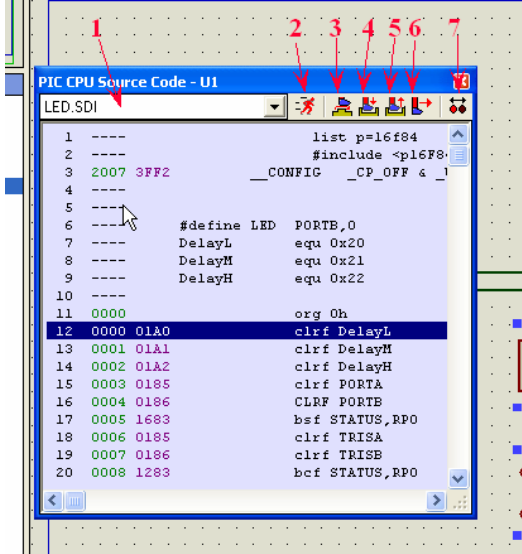 1 2 3 4 5 6 7
PIC CPU Source Code - U1
LED.SDI
1 ---- list p=16f84
2 ---- #include <p16F8
3 2007 3FF2 __CONFIG _CP_OFF & _
4 ----
5 ----
6 ---- #define LED PORTB,0
7 ---- DelayL equ 0x20
8 ---- DelayM equ 0x21
9 ---- DelayH equ 0x22
10 ----
11 0000 org 0h
12 0000 01A0 clrf DelayL
13 0001 01A1 clrf DelayM
14 0002 01A2 clrf DelayH
15 0003 0185 clrf PORTA
16 0004 0186 CLRF PORTB
17 0005 1683 bsf STATUS,RP0
18 0006 0185 clrf TRISA
19 0007 0186 clrf TRISB
20 0008 1283 bcf STATUS,RP0